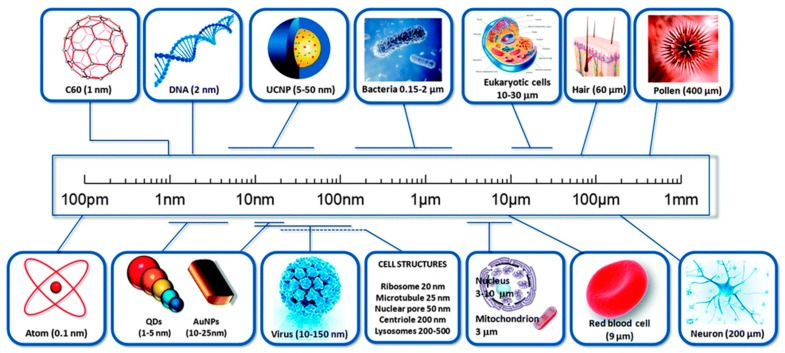 C60 (1 nm)
DNA (2 nm)
UCNP (5-50 nm)
Bacteria 0.15-2 µm
Eukaryotic cells
10-30 µm
Hair (60 µm)
Pollen (400 µm)
100pm 1nm 10nm 100nm 1µm 10µm 100µm 1mm
Atom (0.1 nm)
QDs
(1-5 nm)
AuNPs
(10-25nm)
Virus (10-150 nm)
CELL STRUCTURES
Ribosome 20 nm
Microtubule 25 nm
Nuclear pore 50 nm
Centriole 200 nm
Lysosomes 200-500
Nucleus
3-10 µm
Mitochondrion
3 µm
Red blood cell
(9 µm)
Neuron (200 µm)